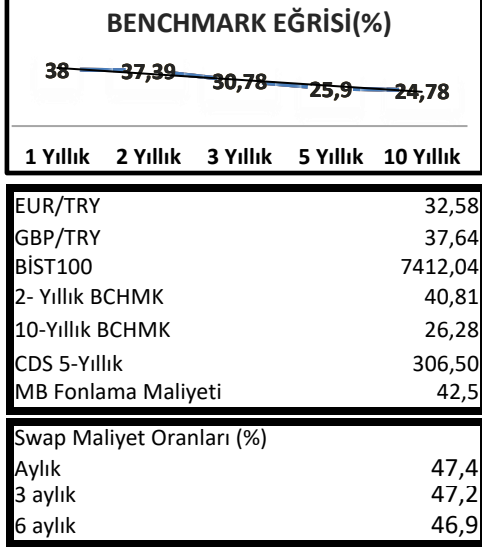 BENCHMARK EĞRİSİ(%)
38 37,39 30,78 25,9 24,78
1 Yıllık 2 Yıllık 3 Yıllık 5 Yıllık 10 Yıllık
EUR/TRY 32,58
GBP/TRY 37,64
BİST100 7412,04
2- Yıllık BCHMK 40,81
10-Yıllık BCHMK 26,28
CDS 5-Yıllık 306,50
MB Fonlama Maliyeti 42,5
Swap Maliyet Oranları (%)
Aylık 47,4
3 aylık 47,2
6 aylık 46,9